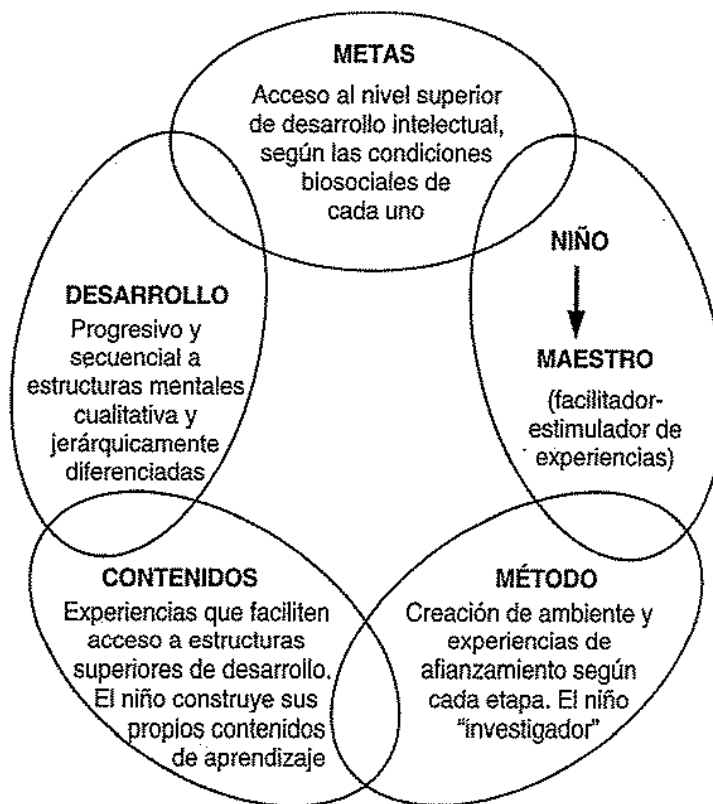 METAS
Acceso al nivel superior
de desarrollo intelectual,
según las condiciones
biosociales de
cada uno
NIÑO
MAESTRO
(facilitador-
estimulador de
experiencias)
DESARROLLO
Progresivo y
secuencial a
estructuras mentales
cualitativa y
jerárquicamente
diferenciadas
CONTENIDOS
Experiencias que faciliten
acceso a estructuras
superiores de desarrollo.
El niño construye sus
propios contenidos
de aprendizaje
MÉTODO
Creación de ambiente y
experiencias de
afianzamiento según
cada etapa. El niño
“investigador”